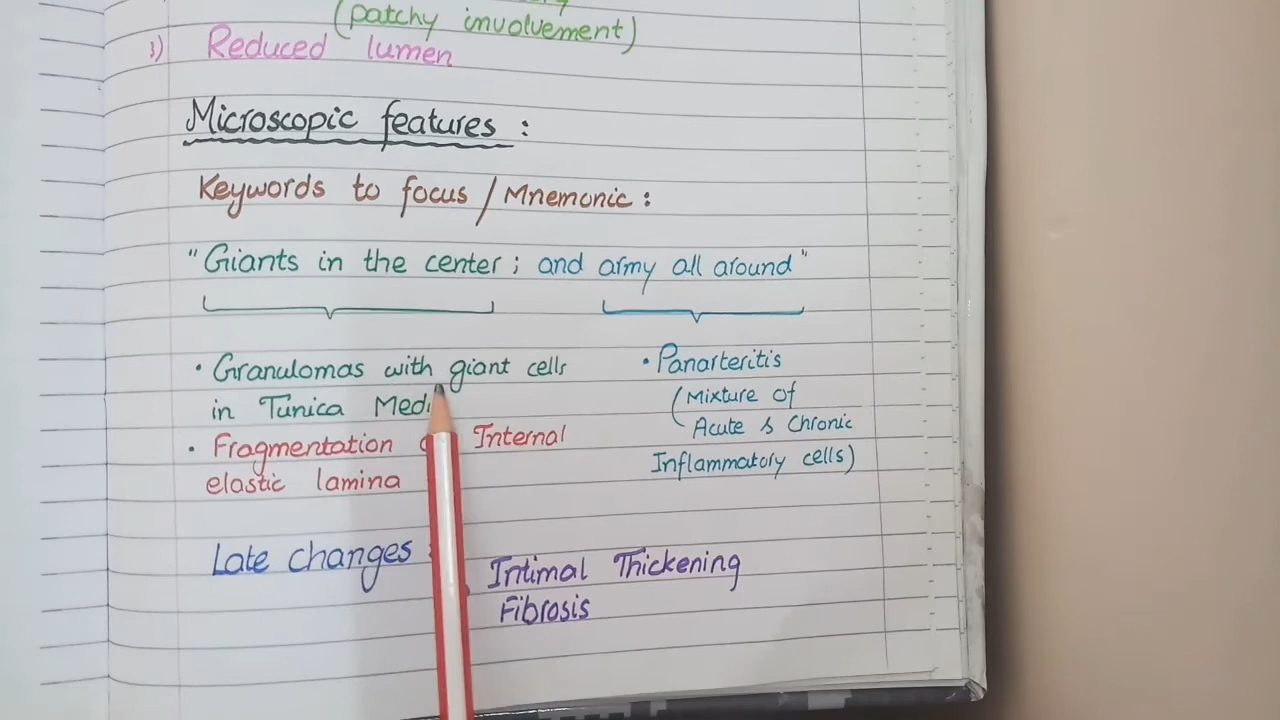 (patchy involvement)
3) Reduced lumen
Microscopic features :
Keywords to focus / Mnemonic :
"Giants in the center ; and army all around"
• Granulomas with giant cells
in Tunica
• Fragmentation Internal
elastic lamina
• Panarteritis
(Mixture of
Acute & Chronic
Inflammatory cells)
Late changes :
Intimal Thickening
Fibrosis